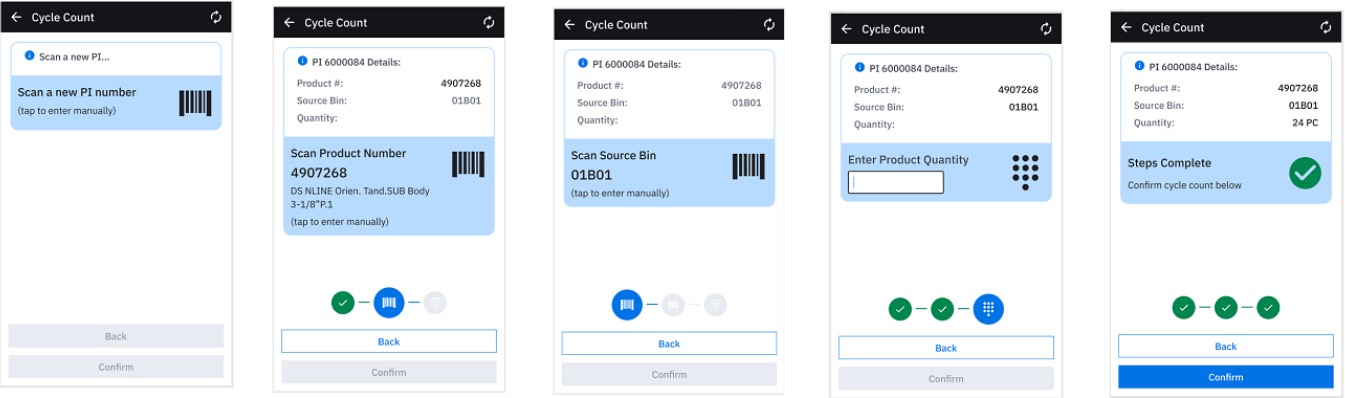 Cycle Count
Scan a new PI...
Scan a new PI number
(tap to enter manually)
Back
Confirm
Cycle Count
PI 6000084 Details:
Product #: 4907268
Source Bin: 01B01
Quantity:
Scan Product Number
4907268
DS NLINE Orien. Tand.SUB Body
3-1/8"P.1
(tap to enter manually)
Back
Confirm
Cycle Count
PI 6000084 Details:
Product #: 4907268
Source Bin: 01B01
Quantity:
Scan Source Bin
01B01
(tap to enter manually)
Back
Confirm
Cycle Count
PI 6000084 Details:
Product #: 4907268
Source Bin: 01B01
Quantity:
Enter Product Quantity
Back
Confirm
Cycle Count
PI 6000084 Details:
Product #: 4907268
Source Bin: 01B01
Quantity: 24 PC
Steps Complete
Confirm cycle count below
Back
Confirm